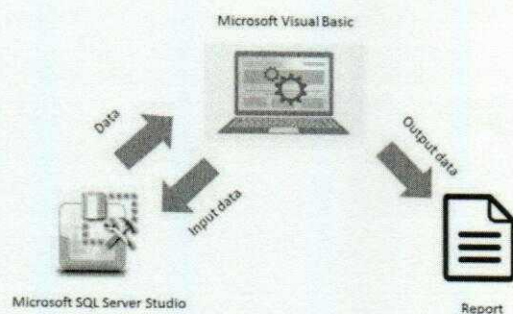 Microsoft Visual Basic
Data
Input data
Output data
Microsoft SQL Server Studio
Report